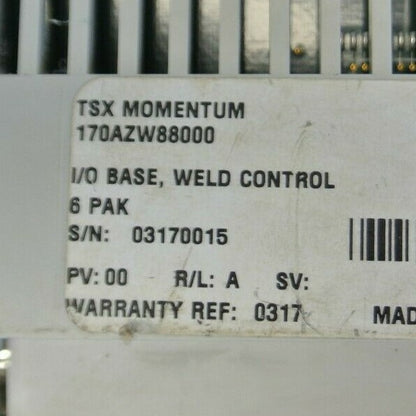 TSX MOMENTUM
170AZW88000
I/O BASE, WELD CONTROL
6 PAK
S/N: 03170015
PV: 00 R/L: A SV:
WARRANTY REF: 0317 MAD